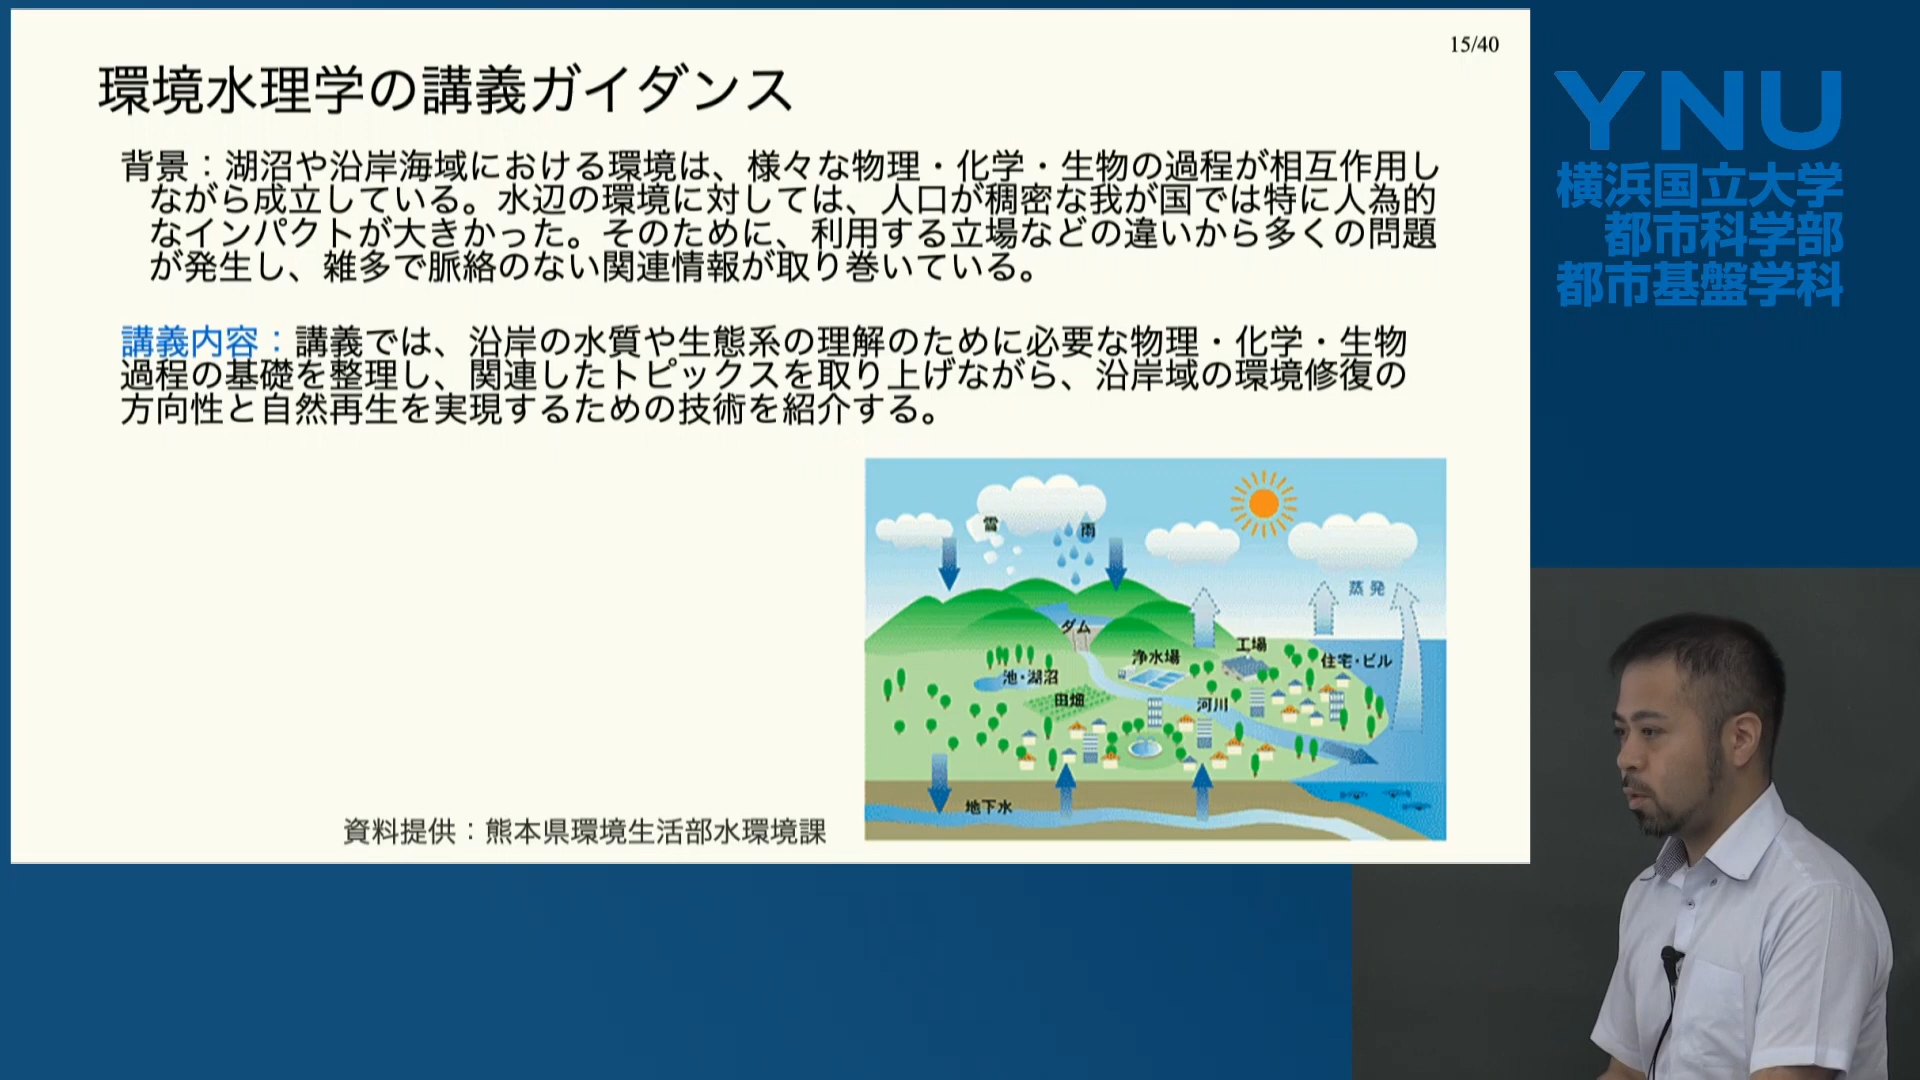 15/40
環境水理学の講義ガイダンス
背景：湖沼や沿岸海域における環境は、様々な物理・化学・生物の過程が相互作用し
ながら成立している。水辺の環境に対しては、人口が稠密な我が国では特に人為的
なインパクトが大きかった。そのために、利用する立場などの違いから多くの問題
が発生し、雑多で脈絡のない関連情報が取り巻いている。
講義内容：講義では、沿岸の水質や生態系の理解のために必要な物理・化学・生物
過程の基礎を整理し、関連したトピックスを取り上げながら、沿岸域の環境修復の
方向性と自然再生を実現するための技術を紹介する。
雪
雨
蒸発
ダム
浄水場
工場
住宅・ビル
池・湖沼
田畑
河川
地下水
資料提供：熊本県環境生活部水環境課
YNU
横浜国立大学
都市科学部
都市基盤学科